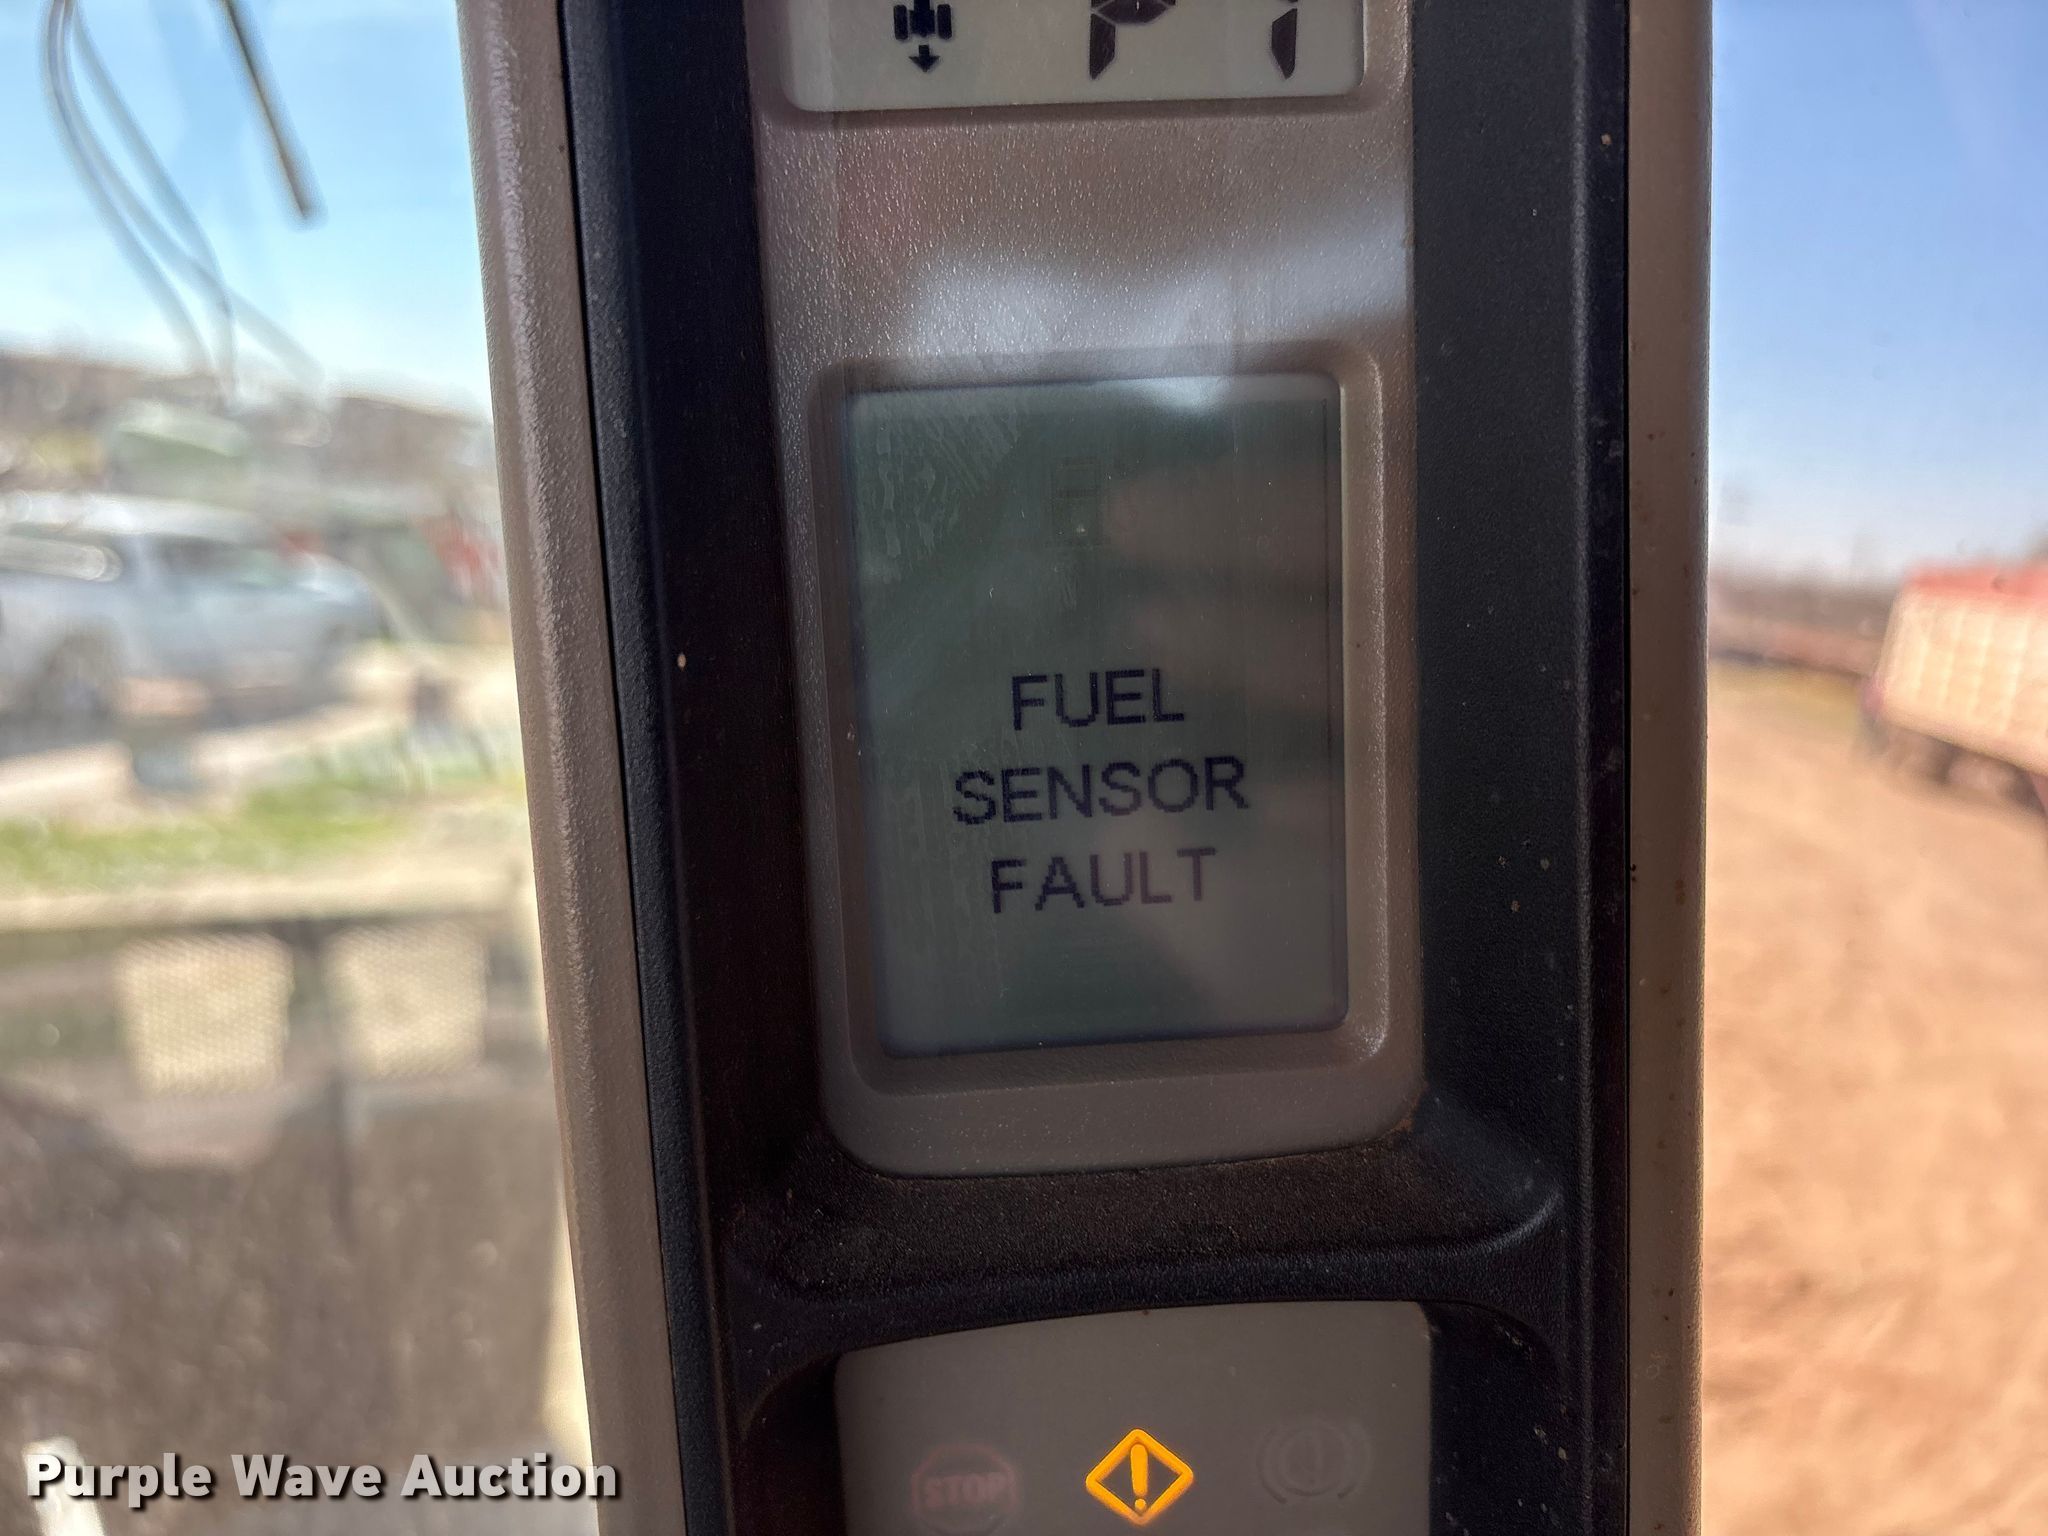 FUEL
SENSOR
FAULT
STOP
Purple Wave Auction